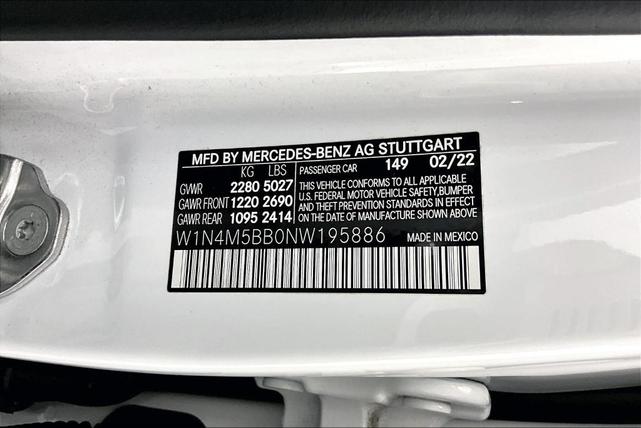 MFD BY MERCEDES-BENZ AG STUTTGART
KG LBS PASSENGER CAR 149 02/22
GVWR 2280 5027 THIS VEHICLE CONFORMS TO ALL APPLICABLE
U.S. FEDERAL MOTOR VEHICLE SAFETY, BUMPER
GAWR FRONT 1220 2690 AND THEFT PREVENTION STANDARDS IN EFFECT
GAWR REAR 1095 2414 ON THE DATE OF MANUFACTURE SHOWN ABOVE.
W1N4M5BB0NW195886 MADE IN MEXICO